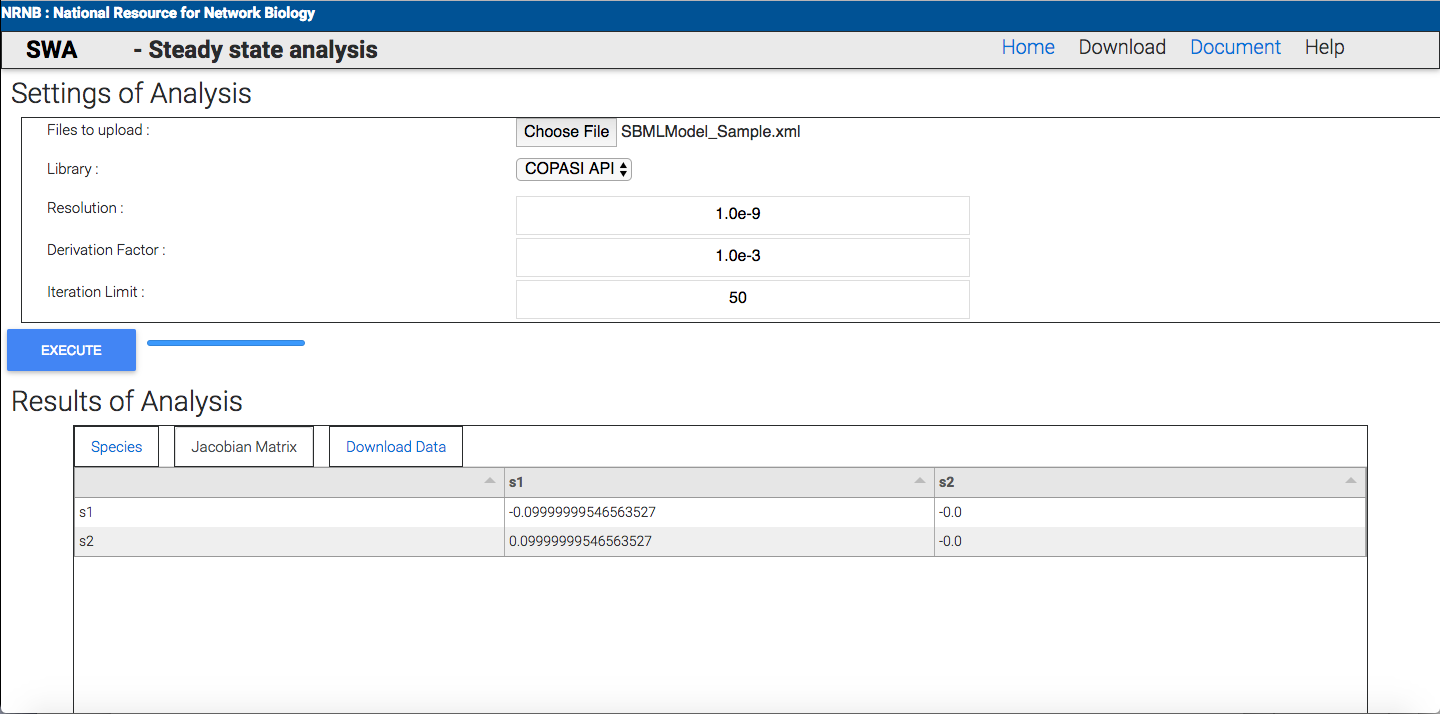 NRNB : National Resource for Network Biology
SWA - Steady state analysis Home Download Document Help
Settings of Analysis
Files to upload : Choose File SBMLModel_Sample.xml
Library : COPASI API
Resolution : 1.0e-9
Derivation Factor : 1.0e-3
Iteration Limit : 50
EXECUTE
Results of Analysis
Species Jacobian Matrix Download Data
s1 s2
s1 -0.09999999546563527 -0.0
s2 0.09999999546563527 -0.0